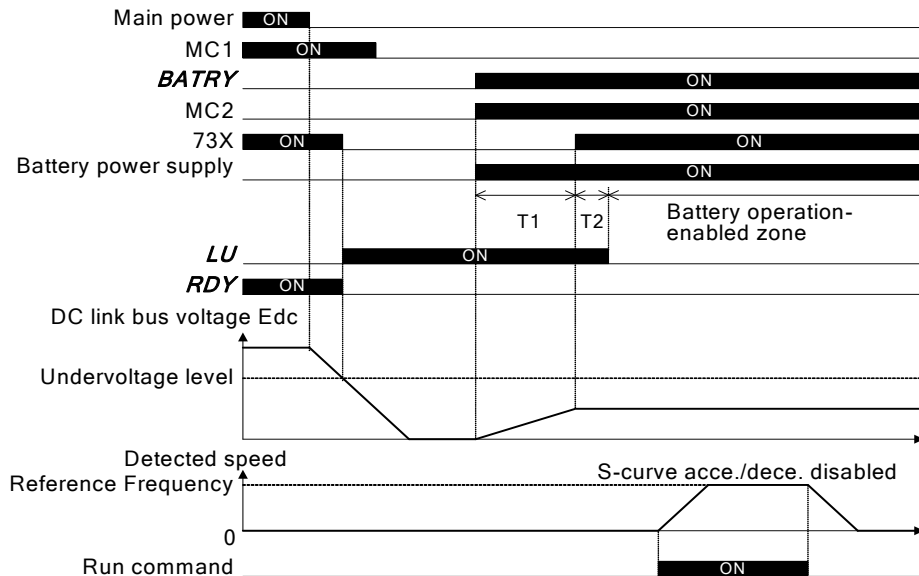 Main power ON
MC1 ON
BATRY ON
MC2 ON
73X ON ON
Battery power supply ON
T1 T2 Battery operation-
enabled zone
LU ON
RDY ON
DC link bus voltage Edc
Undervoltage level
Detected speed
S-curve acce./dece. disabled
Reference Frequency
0
Run command ON